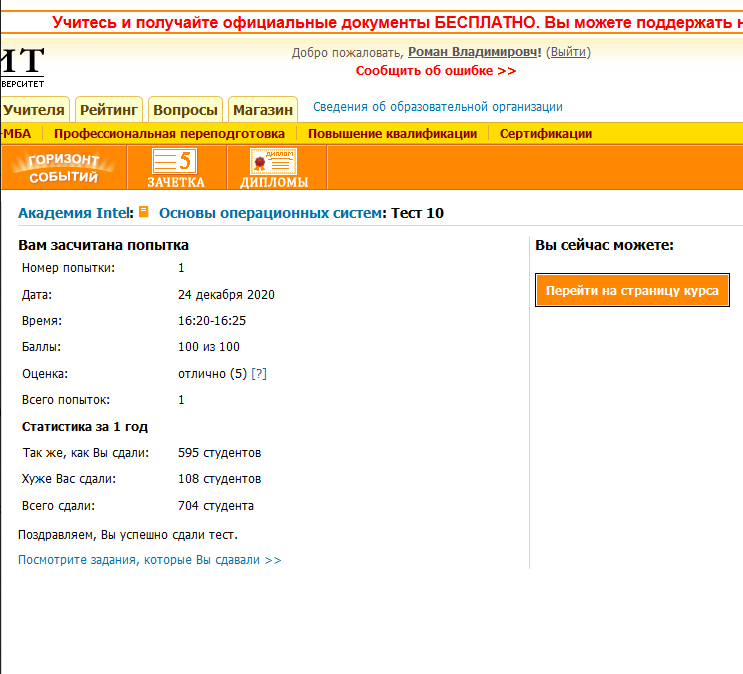 Учитесь и получайте официальные документы БЕСПЛАТНО. Вы можете поддержать
ИТ
Добро пожаловать, Роман Владимировч! (Выйти)
Сообщить об ошибке >>
Учителя Рейтинг Вопросы Магазин Сведения об образовательной организации
-МБА Профессиональная переподготовка Повышение квалификации Сертификации
ГОРИЗОНТ СОБЫТИЙ
5
ЗАЧЕТКА
ДИПЛОМ
ДИПЛОМЫ
Академия Intel: Основы операционных систем: Тест 10
Вам засчитана попытка
Номер попытки: 1
Дата: 24 декабря 2020
Время: 16:20-16:25
Баллы: 100 из 100
Оценка: отлично (5) [?]
Всего попыток: 1
Статистика за 1 год
Так же, как Вы сдали: 595 студентов
Хуже Вас сдали: 108 студентов
Всего сдали: 704 студента
Поздравляем, Вы успешно сдали тест.
Посмотрите задания, которые Вы сдавали >>
Вы сейчас можете:
Перейти на страницу курса